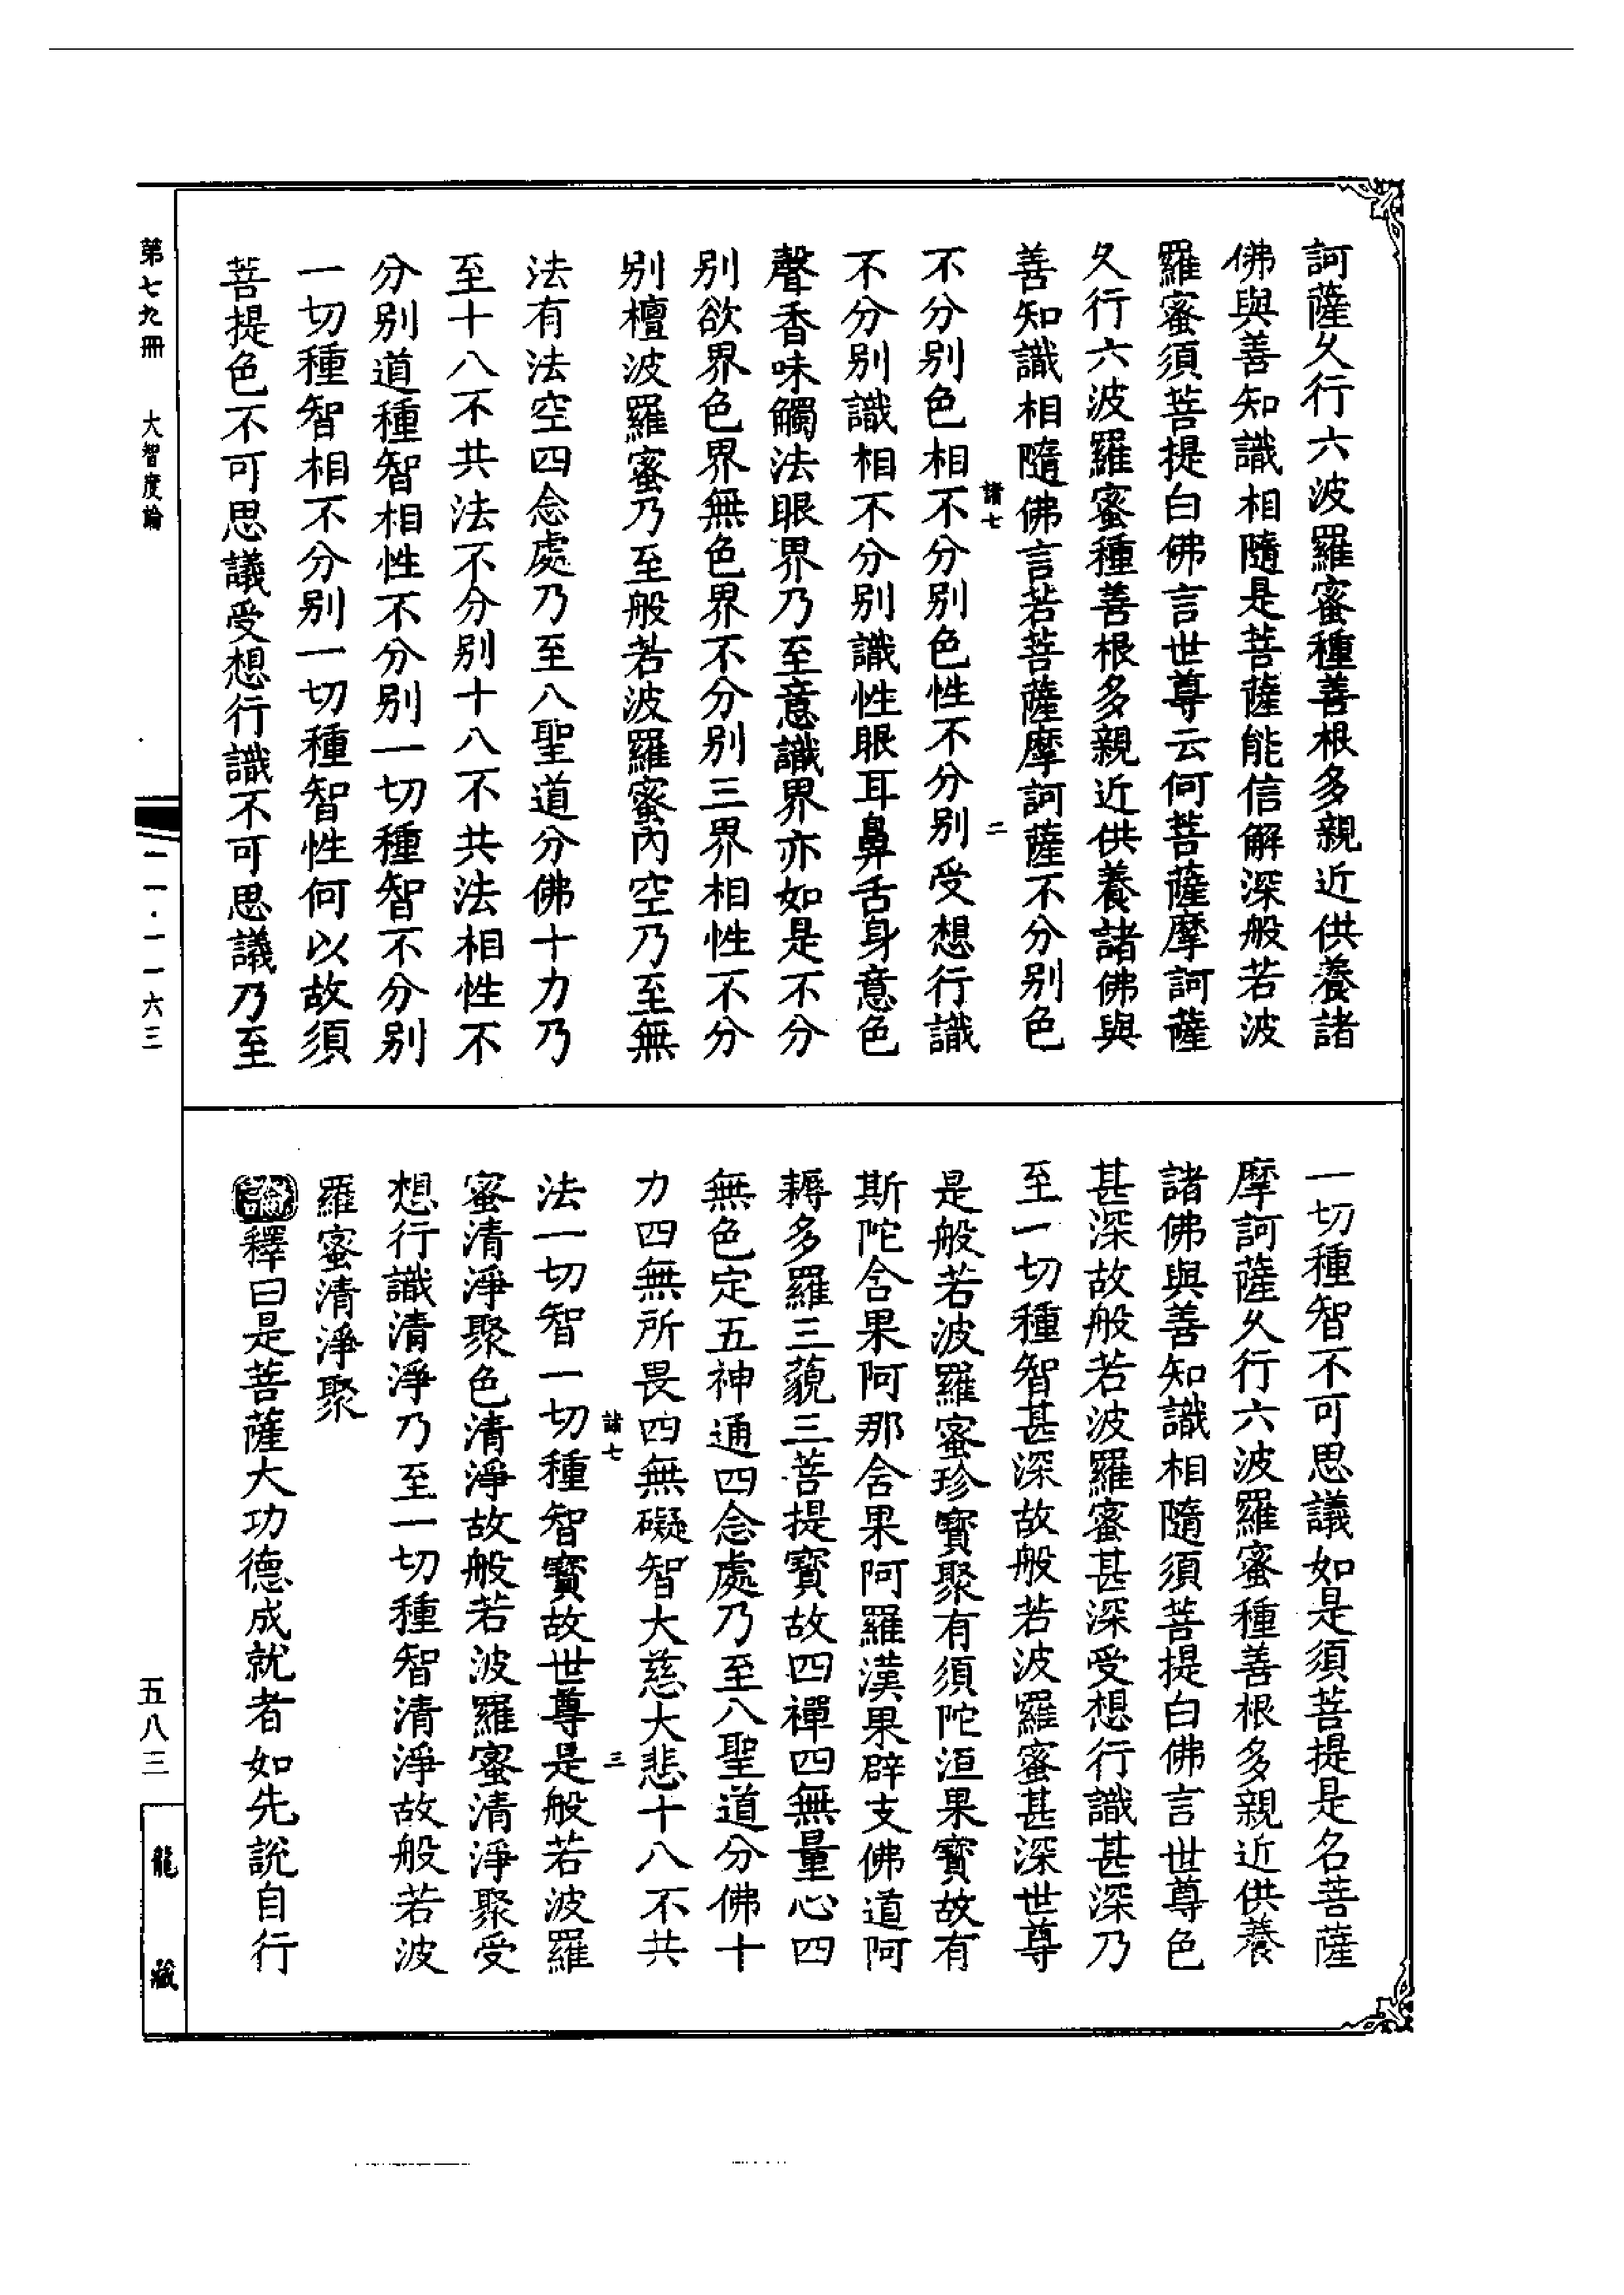 訶薩久行六波羅蜜種善根多親近供養諸
佛與善知識相隨是菩薩能信解深般若波
羅蜜須菩提白佛言世尊云何菩薩摩訶薩
久行六波羅蜜種善根多親近供養諸佛與
善知識相隨佛言若菩薩摩訶薩不分别色
諸七 二
不分别色相不分别色性不分别受想行識
不分别識相不分别識性眼耳鼻舌身意色
聲香味觸法眼界乃至意識界亦如是不分
别欲界色界無色界不分别三界相性不分
别檀波羅蜜乃至般若波羅蜜內空乃至無
法有法空四念處乃至八聖道分佛十力乃
至十八不共法不分别十八不共法相性不
分别道種智智相性不分别一切種智不分别
一切種智相不分别一切種智性何以故須
菩提色不可思議受想行識不可思議乃至
一切種智不可思議如是須菩提是名菩薩
摩訶薩久行六波羅蜜種善根多親近供養
諸佛與善知識相隨須菩提白佛言世尊色
甚深故般若波羅蜜甚深受想行識甚深乃
至一切種智甚深故般若波羅蜜甚深世尊
是般若波羅蜜珍寶聚有須陀洹果寶故有
斯陀含果阿那含果阿羅漢果辟支佛道阿
耨多羅三藐三菩提寶故四禪四無量心四
無色定五神通四念處乃至八聖道分佛十
力四無所畏四無礙智大慈大悲十八不共
諸七 三
法一切智一切種智寶故世尊是般若波羅
蜜清淨聚色清淨故般若波羅蜜清淨聚受
想行識清淨乃至一切種智清淨故般若波
羅蜜清淨聚
論釋曰是菩薩大功德成就者如先說自行
第七九冊 大智度論
一一·一一六三
五八三
龍藏